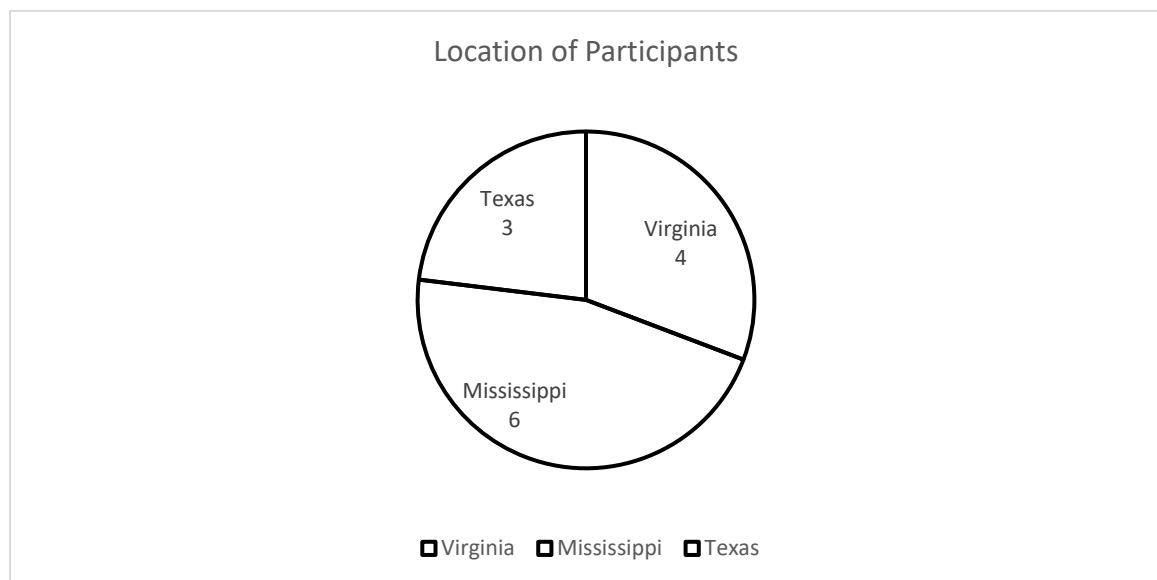 Location of Participants
Texas
3
Virginia
4
Mississippi
6
Virginia Mississippi Texas